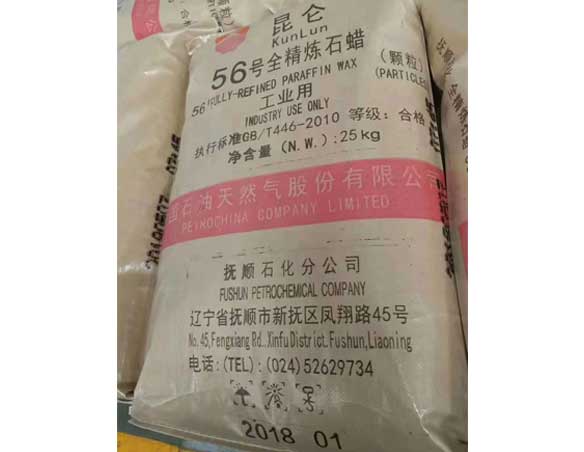 昆仑
KunLun
56号全精炼石蜡
(颗粒)
56#FULLY-REFINED PARAFFIN WAX
(PARTICLES
工业用
INDUSTRY USE ONLY
执行标准GB/T446-2010 等级:合格
净含量(N.W.):25kg
石油天然气股份有限公
PETROCHINA COMPANY LIMITED
抚顺石化分公司
FUSHUN PETROCHEMICAL COMPANY
辽宁省抚顺市新抚区凤翔路45号
No.45,Fengxiang Rd..Xinfu District.Fushun,Liaoning
电话:(TEL):(024)52629734
2018 01